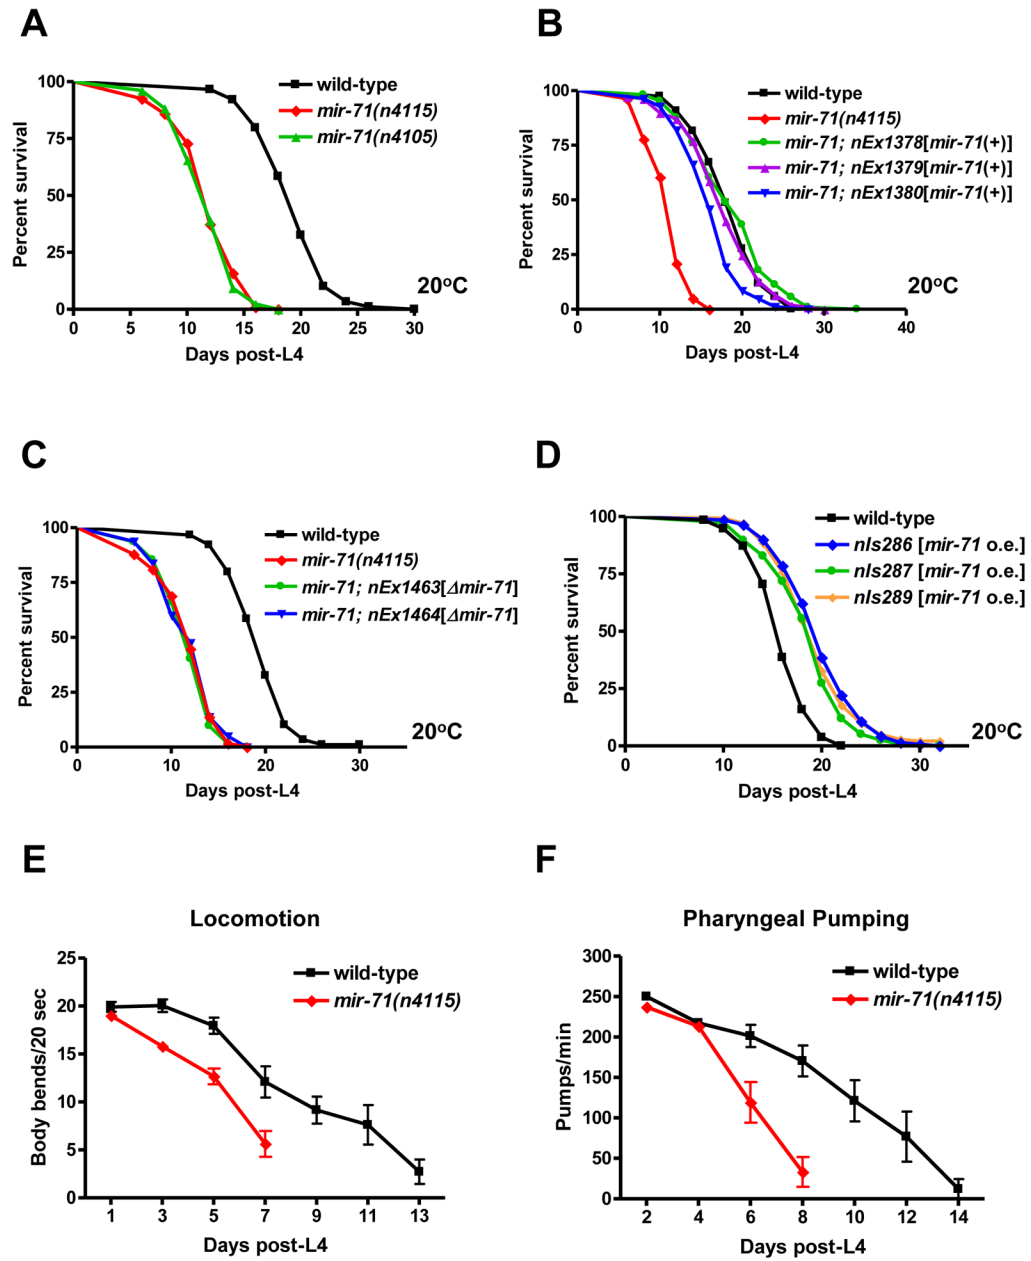 A
Percent survival
100
75
50
25
0
0 5 10 15 20 25 30
Days post-L4
wild-type
mir-71(n4115)
mir-71(n4105)
20°C
B
Percent survival
100
75
50
25
0
0 10 20 30 40
Days post-L4
wild-type
mir-71(n4115)
mir-71; nEx1378[mir-71(+)]
mir-71; nEx1379[mir-71(+)]
mir-71; nEx1380[mir-71(+)]
20°C
C
Percent survival
100
75
50
25
0
0 10 20 30
Days post-L4
wild-type
mir-71(n4115)
mir-71; nEx1463[Δmir-71]
mir-71; nEx1464[Δmir-71]
20°C
D
Percent survival
100
75
50
25
0
0 10 20 30
Days post-L4
wild-type
nIs286 [mir-71 o.e.]
nIs287 [mir-71 o.e.]
nIs289 [mir-71 o.e.]
20°C
E
Locomotion
Body bends/20 sec
25
20
15
10
5
0
1 3 5 7 9 11 13
Days post-L4
wild-type
mir-71(n4115)
F
Pharyngeal Pumping
Pumps/min
300
250
200
150
100
50
0
2 4 6 8 10 12 14
Days post-L4
wild-type
mir-71(n4115)